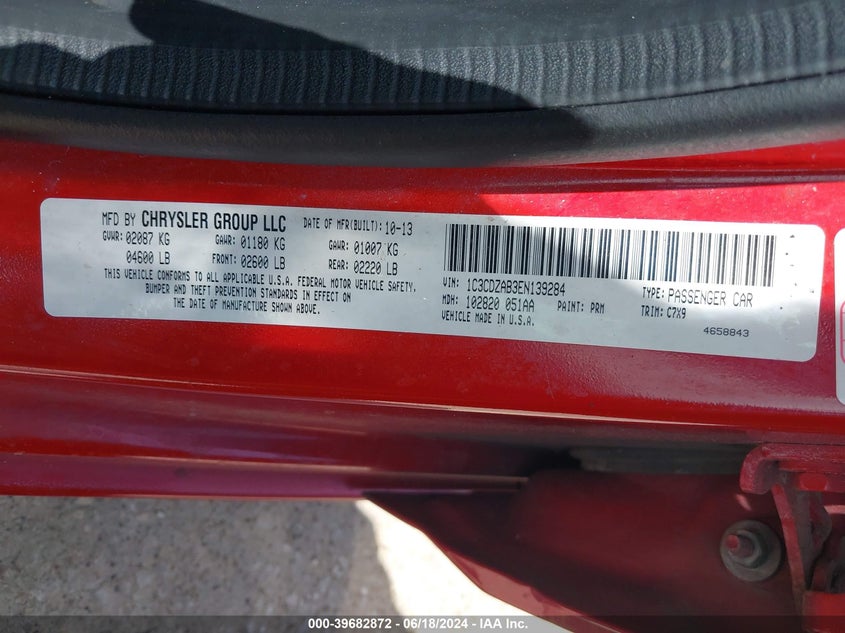 MFD BY CHRYSLER GROUP LLC DATE OF MFR(BUILT): 10-13
GVWR: 02087 KG GAWR: 01180 KG GAWR: 01007 KG
04600 LB FRONT: 02600 LB REAR: 02220 LB
THIS VEHICLE CONFORMS TO ALL APPLICABLE U.S.A. FEDERAL MOTOR VEHICLE SAFETY,
BUMPER AND THEFT PREVENTION STANDARDS IN EFFECT ON
THE DATE OF MANUFACTURE SHOWN ABOVE.
VIN: 1C3CDZAB3EN139284 TYPE: PASSENGER CAR
MDH: 102820 051AA PAINT: PRM TRIM: C7X9
VEHICLE MADE IN U.S.A.
4658843
000-39682872 - 06/18/2024 - IAA Inc.